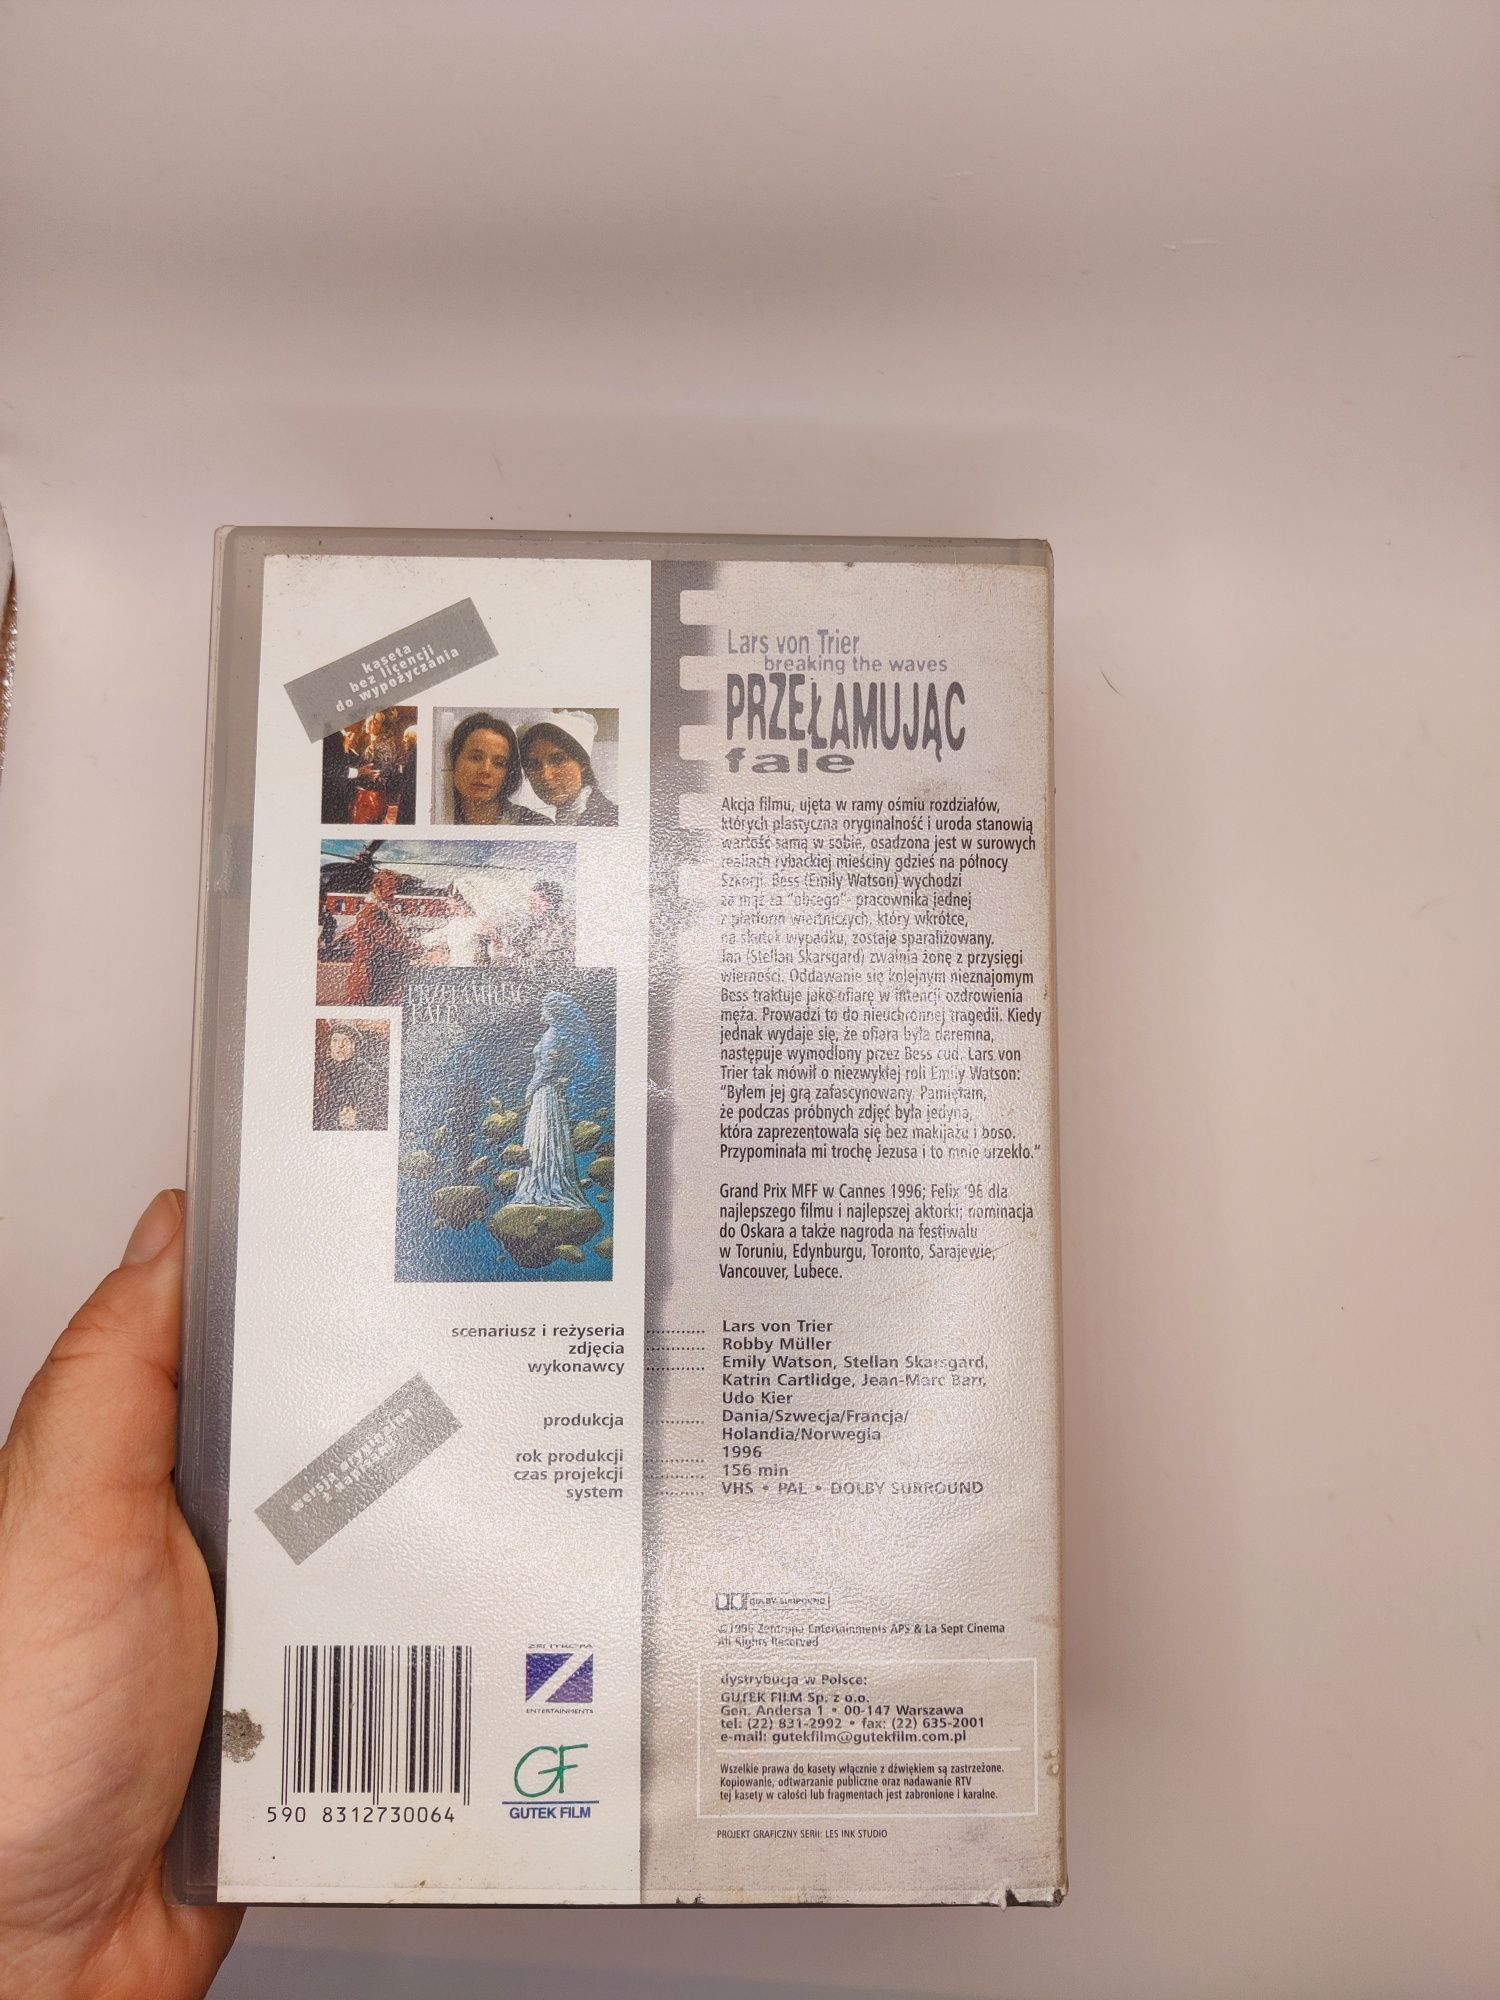 kaseta
bez licencji
do wypożyczania
PRZEŁAMUJĄC
FALE
Lars von Trier
breaking the waves
PRZEŁAMUJĄC
fale
Akcja filmu, ujęta w ramy ośmiu rozdziałów,
których plastyczna oryginalność i uroda stanowią
wartość samą w sobie, osadzona jest w surowych
realiach rybackiej mieściny gdzieś na północy
Szkocji. Bess (Emily Watson) wychodzi
za mąż za "obcego"- pracownika jednej
z platform wiertniczych, który wkrótce,
na skutek wypadku, zostaje sparaliżowany.
Jan (Stellan Skarsgard) zwalnia żonę z przysięgi
wierności. Oddawanie się kolejnym nieznajomym
Bess traktuje jako ofiarę w intencji ozdrowienia
męża. Prowadzi to do nieuchronnej tragedii. Kiedy
jednak wydaje się, że ofiara była daremna,
następuje wymodlony przez Bess cud. Lars von
Trier tak mówił o niezwykłej roli Emily Watson:
"Byłem jej grą zafascynowany. Pamiętam,
że podczas próbnych zdjęć była jedyną,
która zaprezentowała się bez makijażu i boso.
Przypominała mi trochę Jezusa i to mnie urzekło."
Grand Prix MFF w Cannes 1996; Felix '96 dla
najlepszego filmu i najlepszej aktorki; nominacja
do Oskara a także nagroda na festiwalu
w Toruniu, Edynburgu, Toronto, Sarajewie,
Vancouver, Lubece.
scenariusz i reżyseria ............ Lars von Trier
zdjęcia ............ Robby Müller
wykonawcy ............ Emily Watson, Stellan Skarsgard,
Katrin Cartlidge, Jean-Marc Barr,
Udo Kier
produkcja ............ Dania/Szwecja/Francja/
Holandia/Norwegia
rok produkcji ............ 1996
czas projekcji ............ 156 min
system ............ VHS • PAL • DOLBY SURROUND
wersja oryginalna
z napisami
DOLBY SURROUND
©1996 Zentropa Entertainments APS & La Sept Cinema
All Rights Reserved
dystrybucja w Polsce:
GUTEK FILM Sp. z o.o.
Gen. Andersa 1 • 00-147 Warszawa
tel: (22) 831-2992 • fax: (22) 635-2001
e-mail: gutekfilm@gutekfilm.com.pl
Wszelkie prawa do kasety włącznie z dźwiękiem są zastrzeżone.
Kopiowanie, odtwarzanie publiczne oraz nadawanie RTV
tej kasety w całości lub fragmentach jest zabronione i karalne.
PROJEKT GRAFICZNY SERII: LES INK STUDIO
ZENTROPA
ENTERTAINMENTS
GF
GUTEK FILM
590 8312730064